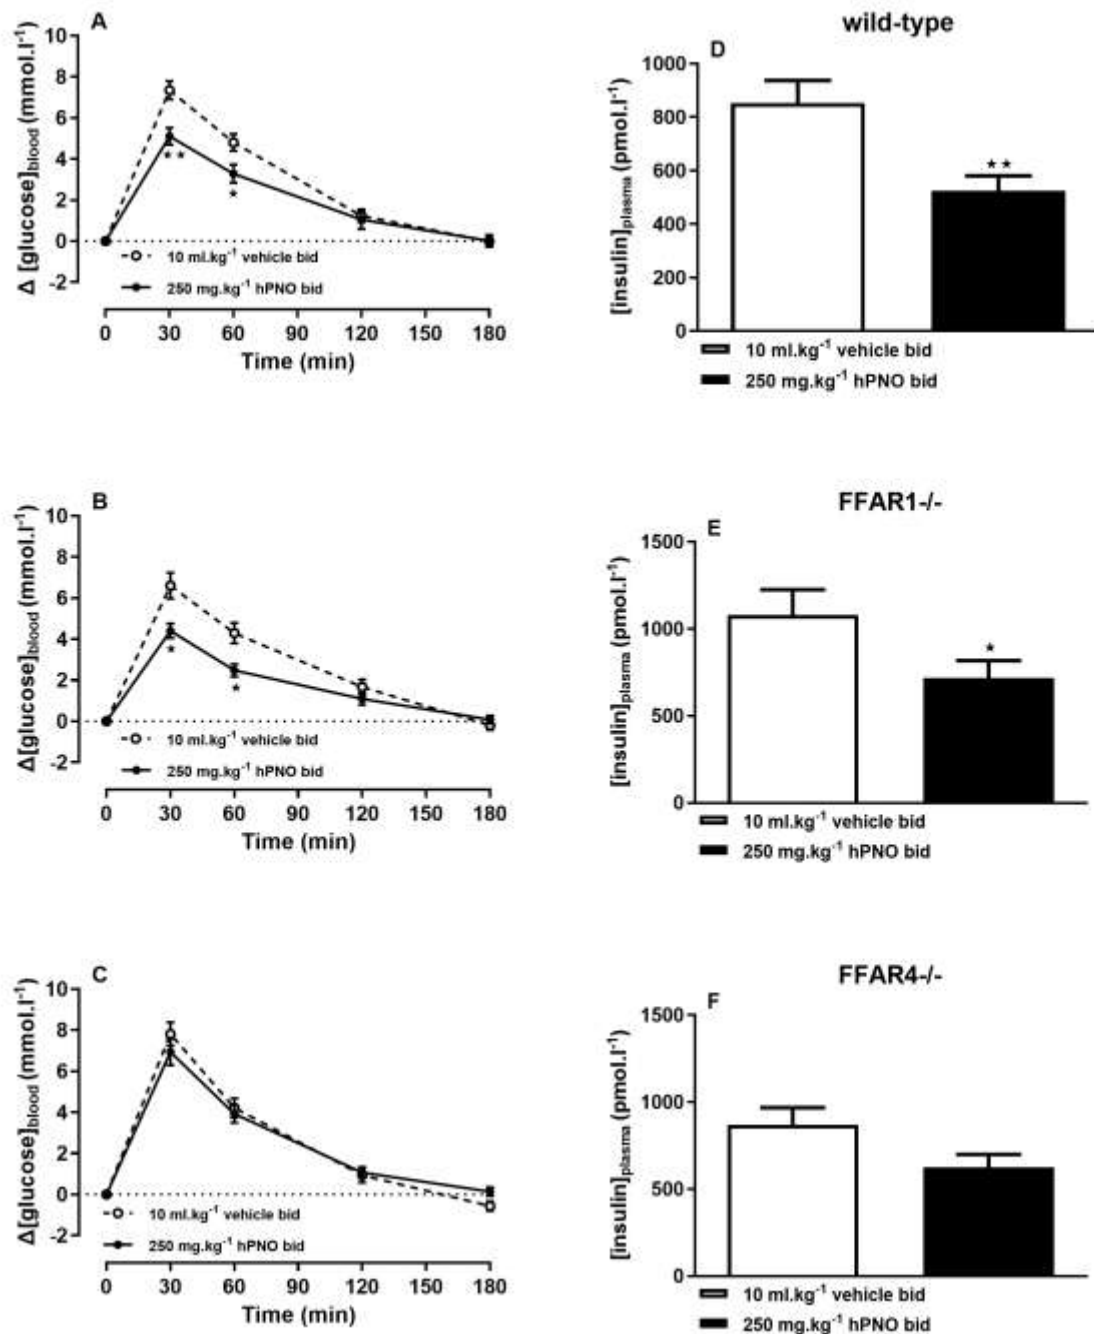 A
Δ [glucose]blood (mmol.l-1)
10
8
6
4
2
0
-2
★★
★
10 ml.kg-1 vehicle bid
250 mg.kg-1 hPNO bid
0 30 60 90 120 150 180
Time (min)
wild-type
D
[insulin]plasma (pmol.l-1)
1000
800
600
400
200
0
★★
10 ml.kg-1 vehicle bid
250 mg.kg-1 hPNO bid
B
Δ[glucose]blood (mmol.l-1)
10
8
6
4
2
0
-2
★
★
10 ml.kg-1 vehicle bid
250 mg.kg-1 hPNO bid
0 30 60 90 120 150 180
Time (min)
FFAR1-/-
E
[insulin]plasma (pmol.l-1)
1500
1000
500
0
★
10 ml.kg-1 vehicle bid
250 mg.kg-1 hPNO bid
C
Δ[glucose]blood (mmol.l-1)
10
8
6
4
2
0
-2
10 ml.kg-1 vehicle bid
250 mg.kg-1 hPNO bid
0 30 60 90 120 150 180
Time (min)
FFAR4-/-
F
[insulin]plasma (pmol.l-1)
1500
1000
500
0
10 ml.kg-1 vehicle bid
250 mg.kg-1 hPNO bid